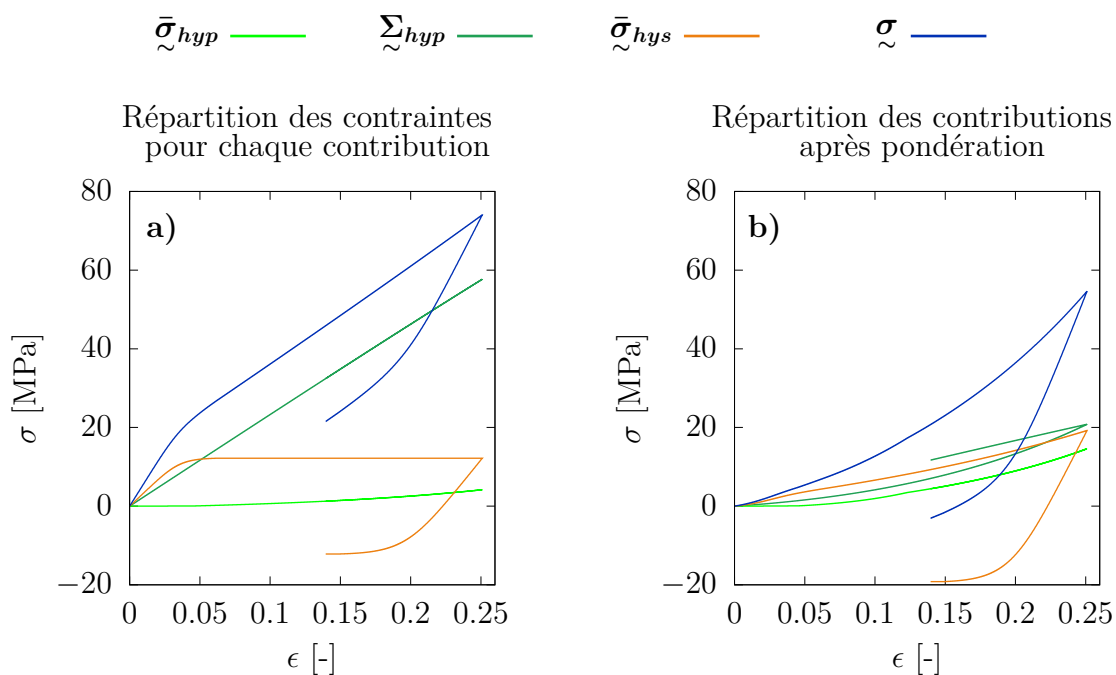 σ̄hyp Σhyp σ̄hys σ
Répartition des contraintes
pour chaque contribution
Répartition des contributions
après pondération
a)
80
60
40
20
0
−20
σ [MPa]
0 0.05 0.1 0.15 0.2 0.25
ϵ [-]
b)
80
60
40
20
0
−20
σ [MPa]
0 0.05 0.1 0.15 0.2 0.25
ϵ [-]